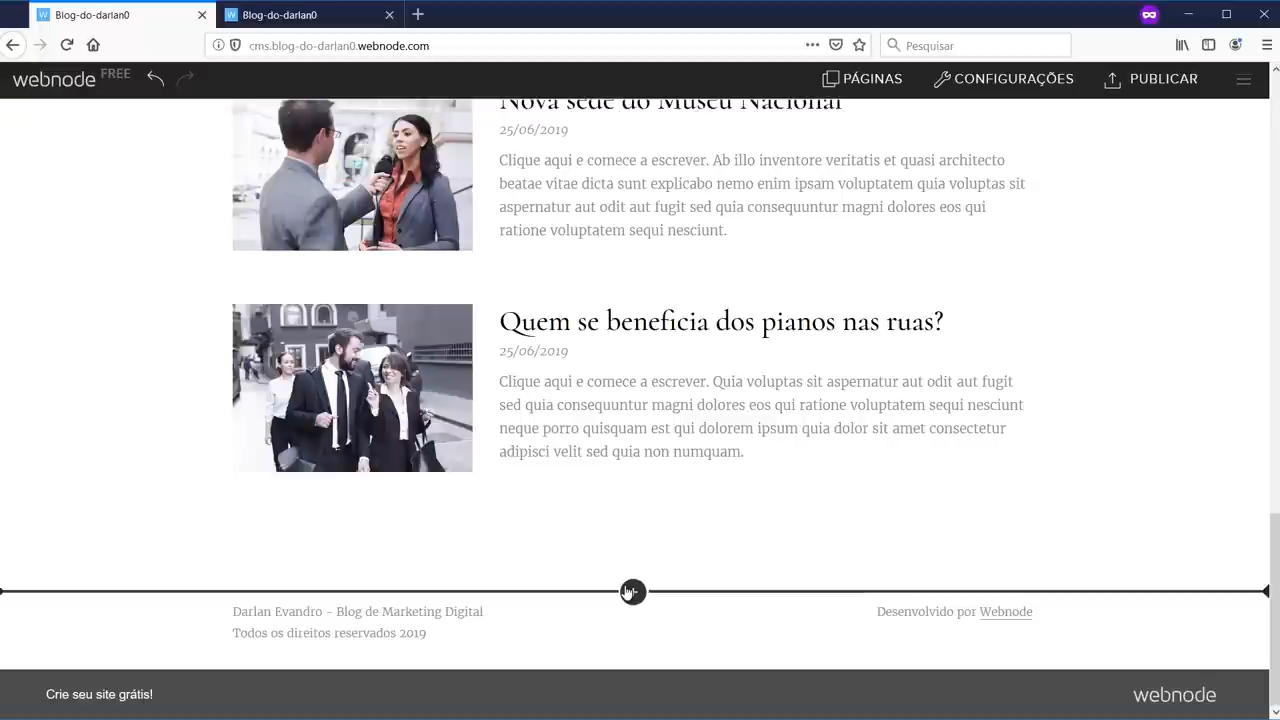 Blog-do-darlan0
Blog-do-darlan0
cms.blog-do-darlan0.webnode.com
Pesquisar
webnode FREE
PÁGINAS
CONFIGURAÇÕES
PUBLICAR
Nova sede do Museu Nacional
25/06/2019
Clique aqui e comece a escrever. Ab illo inventore veritatis et quasi architecto
beatae vitae dicta sunt explicabo nemo enim ipsam voluptatem quia voluptas sit
aspernatur aut odit aut fugit sed quia consequuntur magni dolores eos qui
ratione voluptatem sequi nesciunt.
Quem se beneficia dos pianos nas ruas?
25/06/2019
Clique aqui e comece a escrever. Quia voluptas sit aspernatur aut odit aut fugit
sed quia consequuntur magni dolores eos qui ratione voluptatem sequi nesciunt
neque porro quisquam est qui dolorem ipsum quia dolor sit amet consectetur
adipisci velit sed quia non numquam.
Darlan Evandro - Blog de Marketing Digital
Todos os direitos reservados 2019
Desenvolvido por Webnode
Crie seu site grátis!
webnode